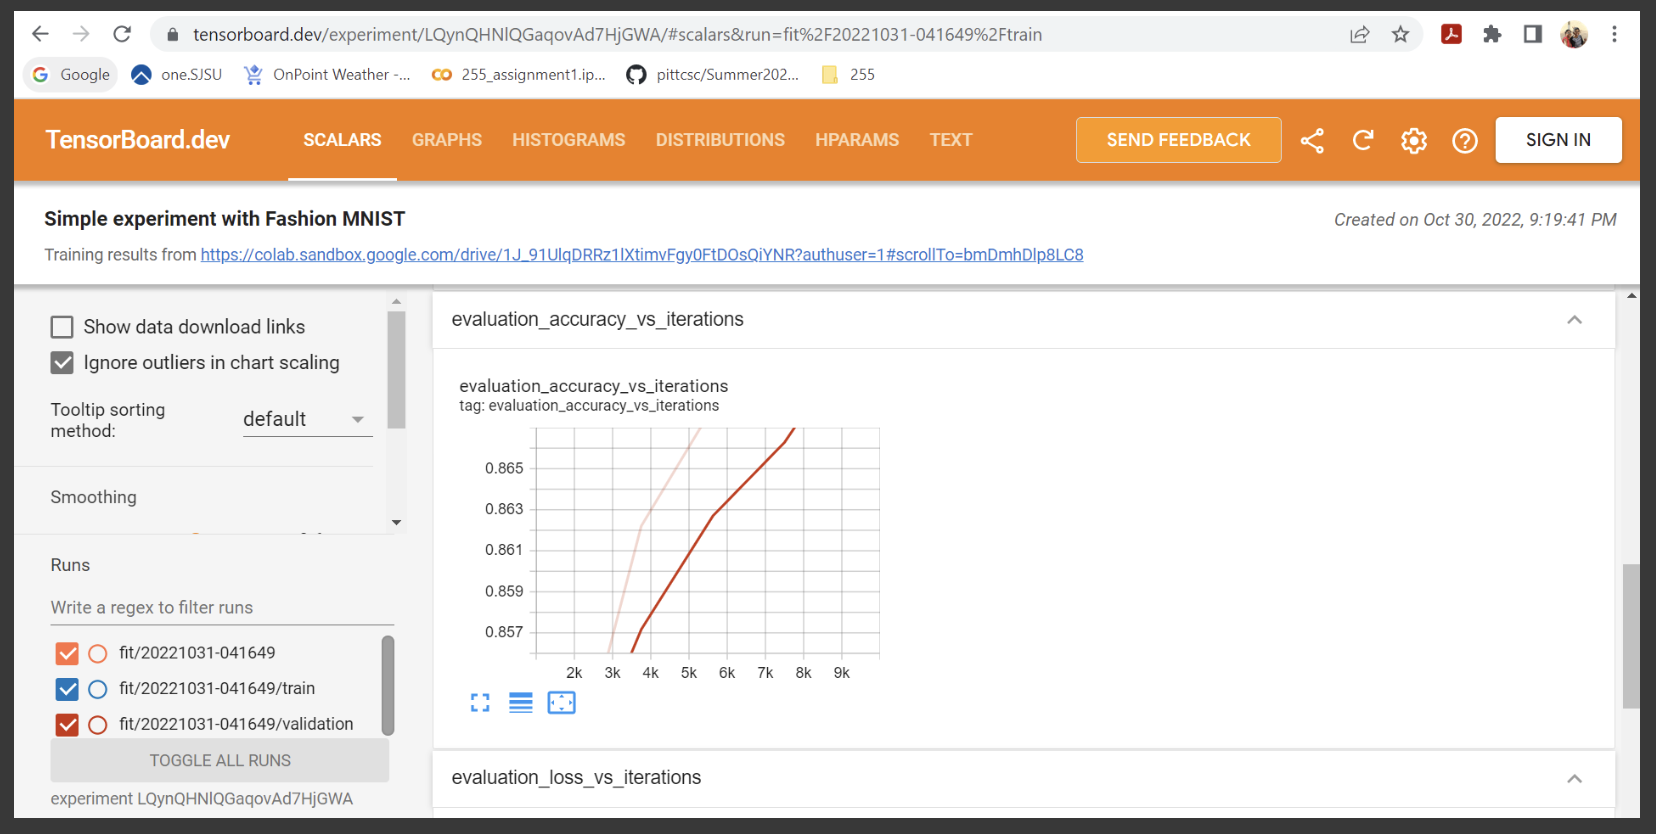 tensorboard.dev/experiment/LQynQHNlQGaqovAd7HjGWA/#scalars&run=fit%2F20221031-041649%2Ftrain
Google one.SJSU OnPoint Weather -... 255_assignment1.ip... pittcsc/Summer202... 255
TensorBoard.dev SCALARS GRAPHS HISTOGRAMS DISTRIBUTIONS HPARAMS TEXT SEND FEEDBACK SIGN IN
Simple experiment with Fashion MNIST
Created on Oct 30, 2022, 9:19:41 PM
Training results from https://colab.sandbox.google.com/drive/1J_91UlqDRRz1lXtimvFgy0FtDOsQiYNR?authuser=1#scrollTo=bmDmhDlp8LC8
Show data download links
Ignore outliers in chart scaling
Tooltip sorting
method:
default
Smoothing
Runs
Write a regex to filter runs
fit/20221031-041649
fit/20221031-041649/train
fit/20221031-041649/validation
TOGGLE ALL RUNS
experiment LQynQHNlQGaqovAd7HjGWA
evaluation_accuracy_vs_iterations
evaluation_accuracy_vs_iterations
tag: evaluation_accuracy_vs_iterations
0.865
0.863
0.861
0.859
0.857
2k 3k 4k 5k 6k 7k 8k 9k
evaluation_loss_vs_iterations